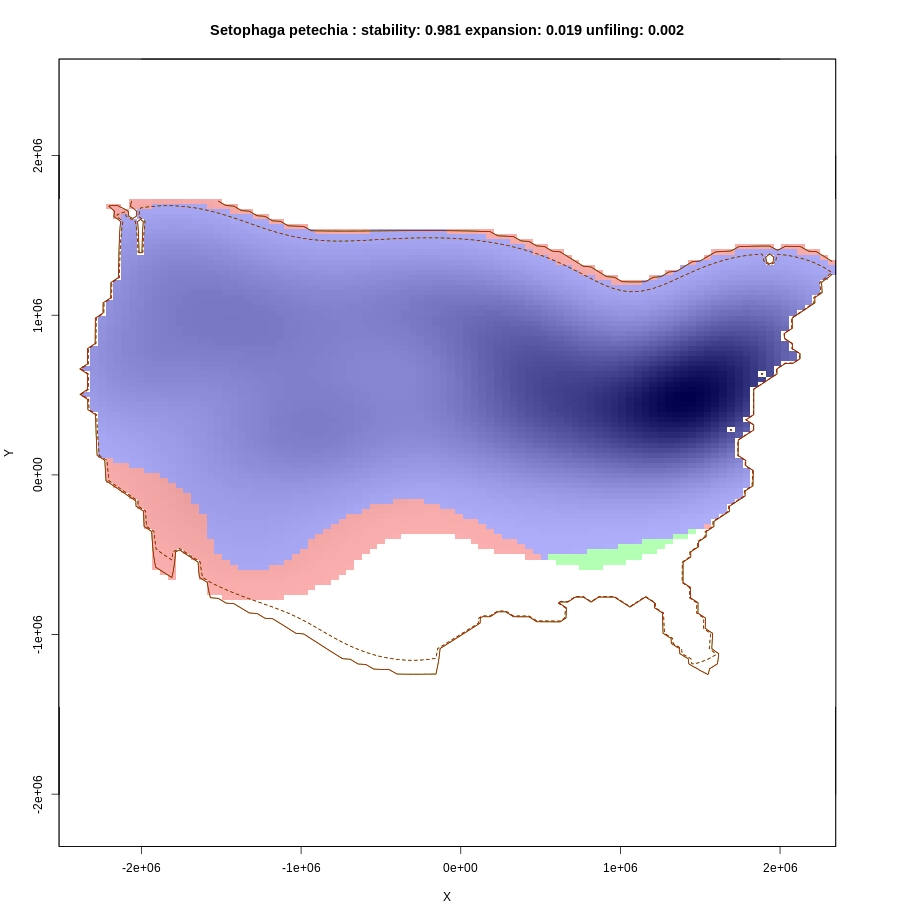 Setophaga petechia : stability: 0.981 expansion: 0.019 unfiling: 0.002
2e+06
1e+06
0e+00
-1e+06
-2e+06
Y
-2e+06 -1e+06 0e+00 1e+06 2e+06
X